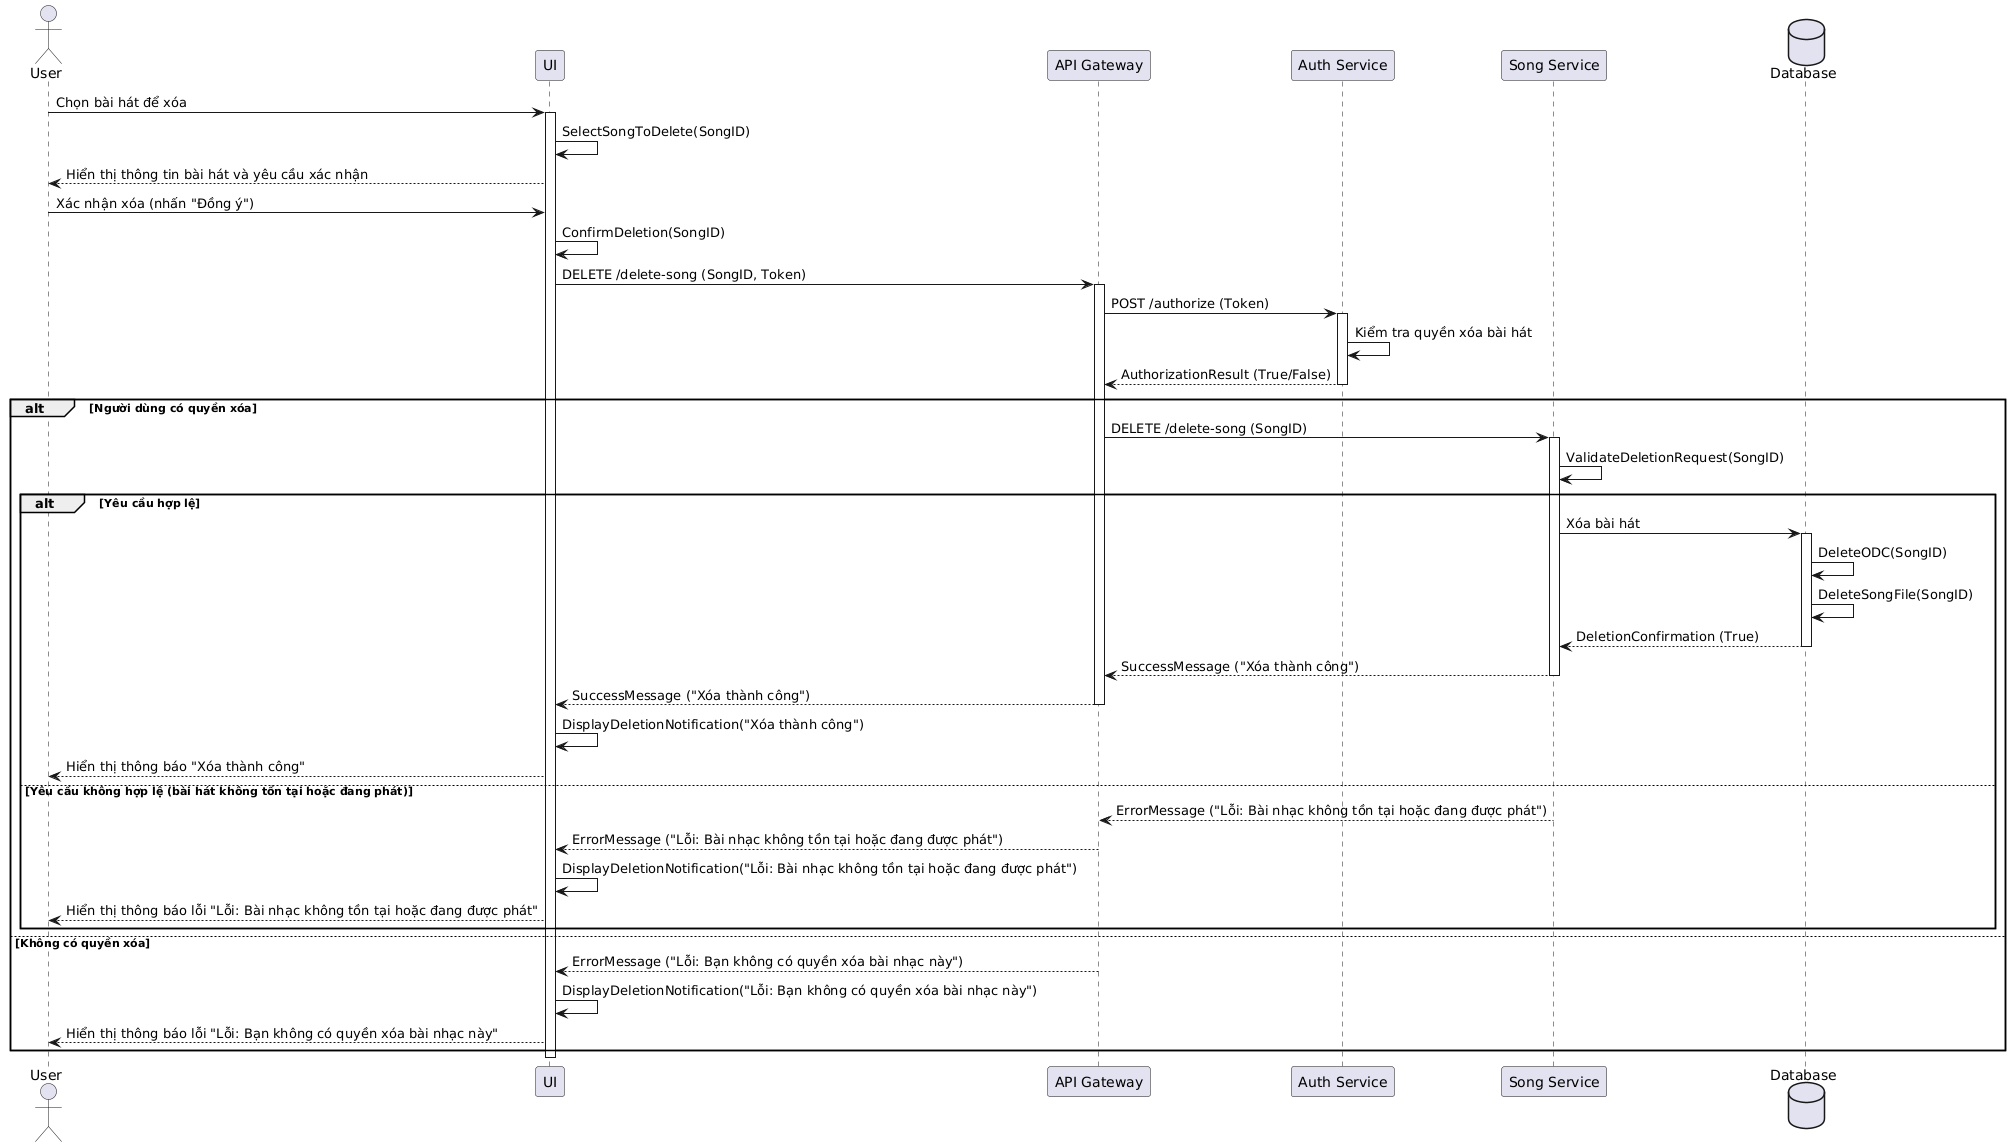 User
UI
API Gateway
Auth Service
Song Service
Database
Chọn bài hát để xóa
SelectSongToDelete(SongID)
Hiển thị thông tin bài hát và yêu cầu xác nhận
Xác nhận xóa (nhấn "Đồng ý")
ConfirmDeletion(SongID)
DELETE /delete-song (SongID, Token)
POST /authorize (Token)
Kiểm tra quyền xóa bài hát
AuthorizationResult (True/False)
alt [Người dùng có quyền xóa]
DELETE /delete-song (SongID)
ValidateDeletionRequest(SongID)
alt [Yêu cầu hợp lệ]
Xóa bài hát
DeleteODC(SongID)
DeleteSongFile(SongID)
DeletionConfirmation (True)
SuccessMessage ("Xóa thành công")
SuccessMessage ("Xóa thành công")
DisplayDeletionNotification("Xóa thành công")
Hiển thị thông báo "Xóa thành công"
[Yêu cầu không hợp lệ (bài hát không tồn tại hoặc đang phát)]
ErrorMessage ("Lỗi: Bài nhạc không tồn tại hoặc đang được phát")
ErrorMessage ("Lỗi: Bài nhạc không tồn tại hoặc đang được phát")
DisplayDeletionNotification("Lỗi: Bài nhạc không tồn tại hoặc đang được phát")
Hiển thị thông báo lỗi "Lỗi: Bài nhạc không tồn tại hoặc đang được phát"
[Không có quyền xóa]
ErrorMessage ("Lỗi: Bạn không có quyền xóa bài nhạc này")
DisplayDeletionNotification("Lỗi: Bạn không có quyền xóa bài nhạc này")
Hiển thị thông báo lỗi "Lỗi: Bạn không có quyền xóa bài nhạc này"
User
UI
API Gateway
Auth Service
Song Service
Database